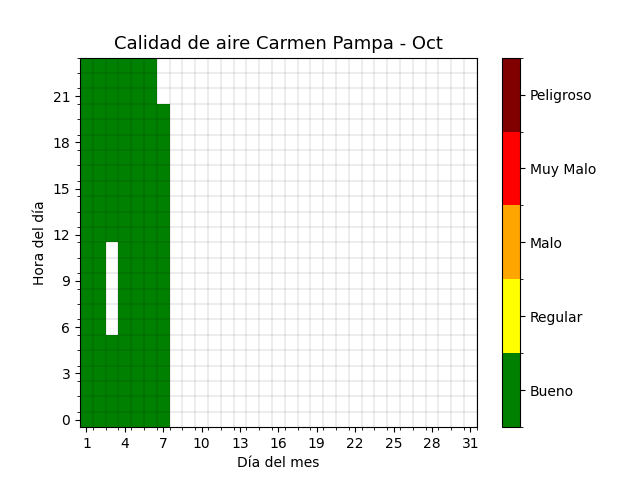 Calidad de aire Carmen Pampa - Oct
Hora del día
21
18
15
12
9
6
3
0
1 4 7 10 13 16 19 22 25 28 31
Día del mes
Peligroso
Muy Malo
Malo
Regular
Bueno